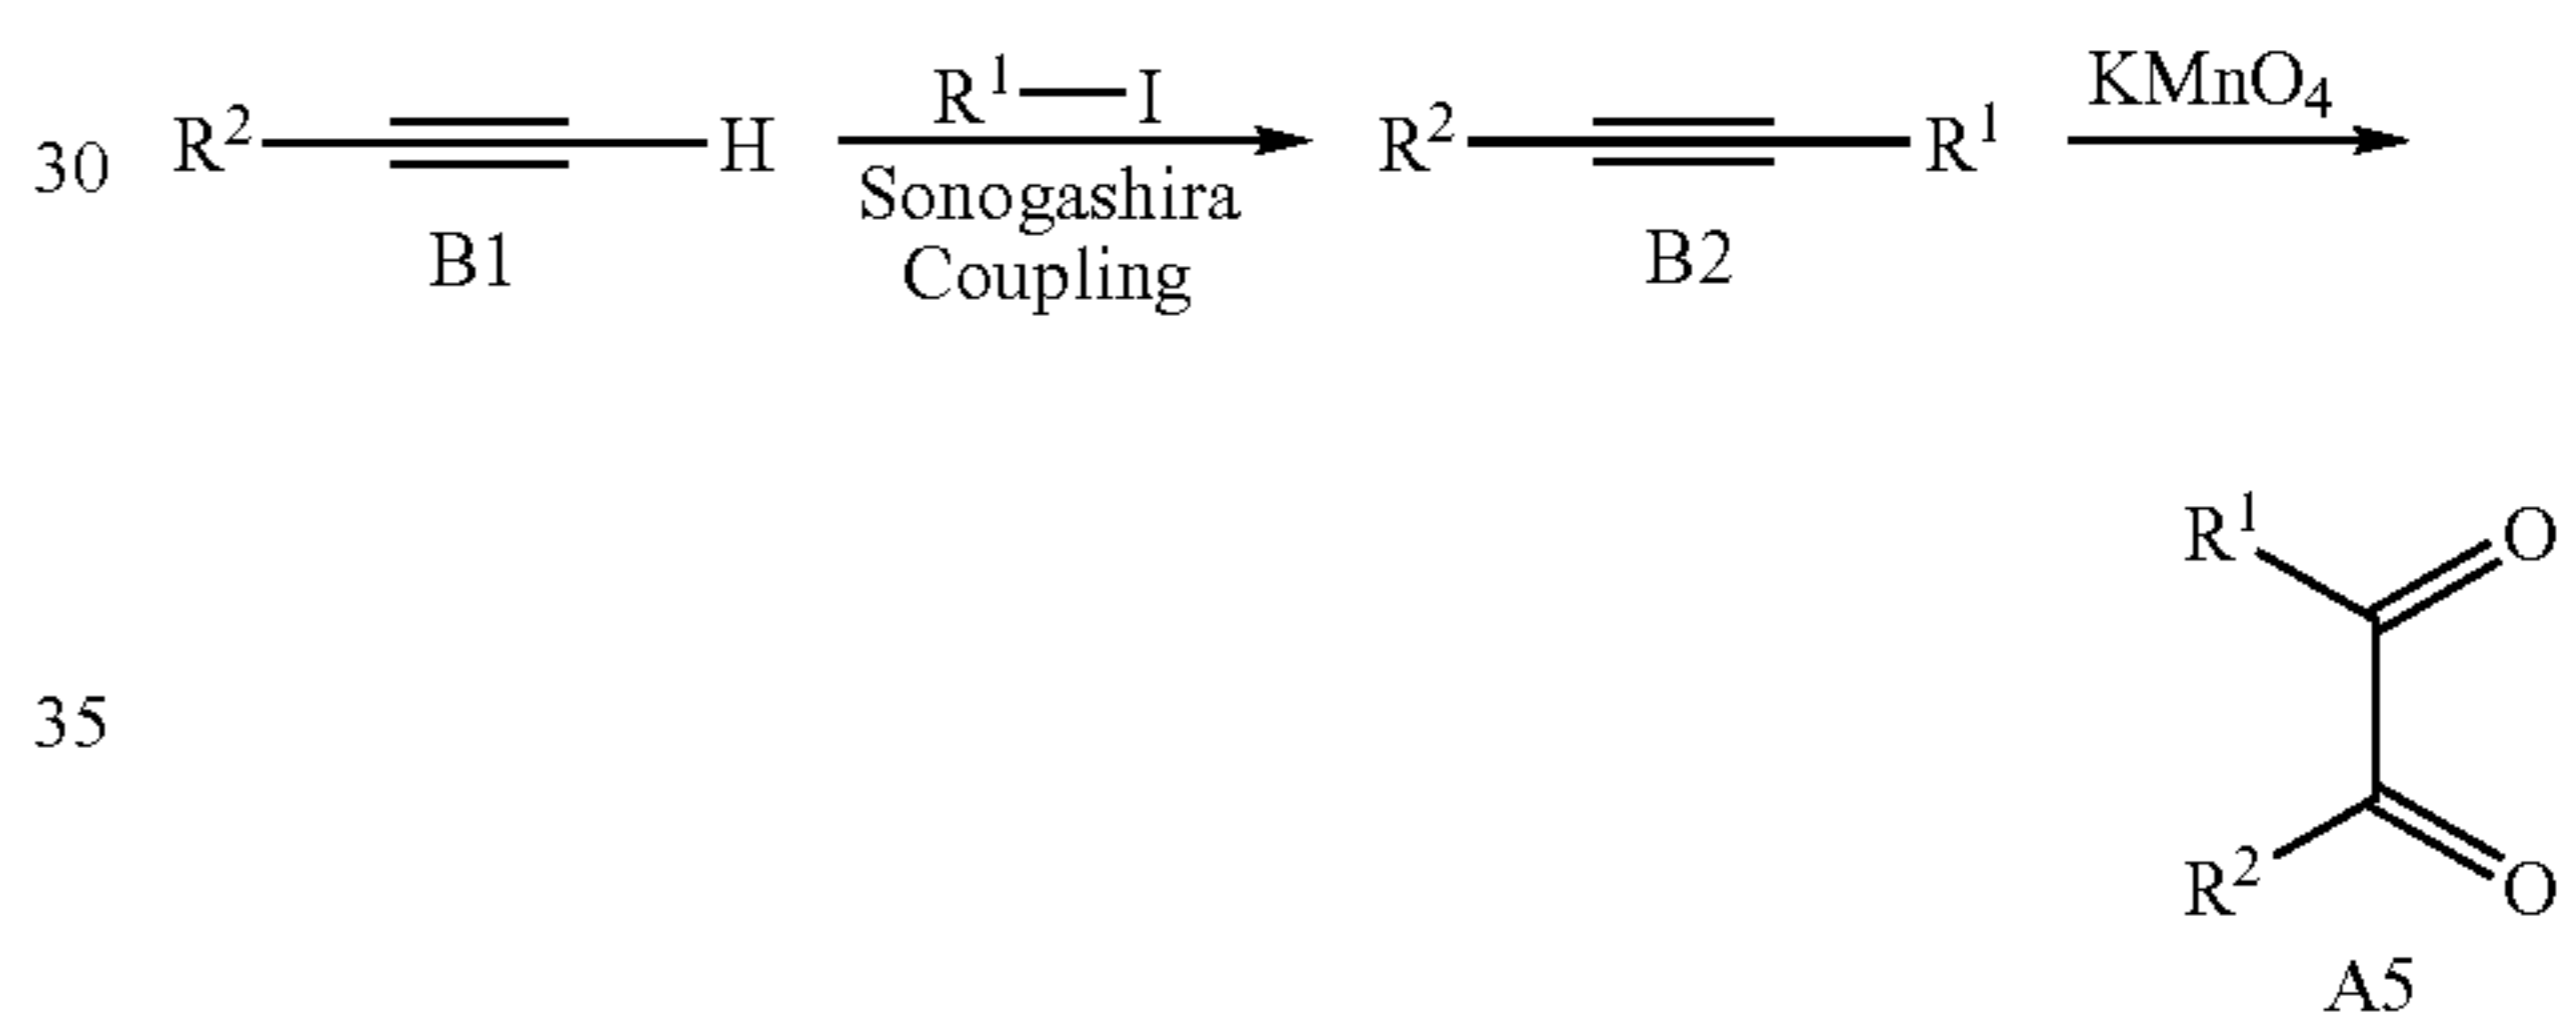 30 R² H R¹ I Sonogashira Coupling R² R¹ KMnO₄
B1 B2
R¹ O
35
R² O
A5